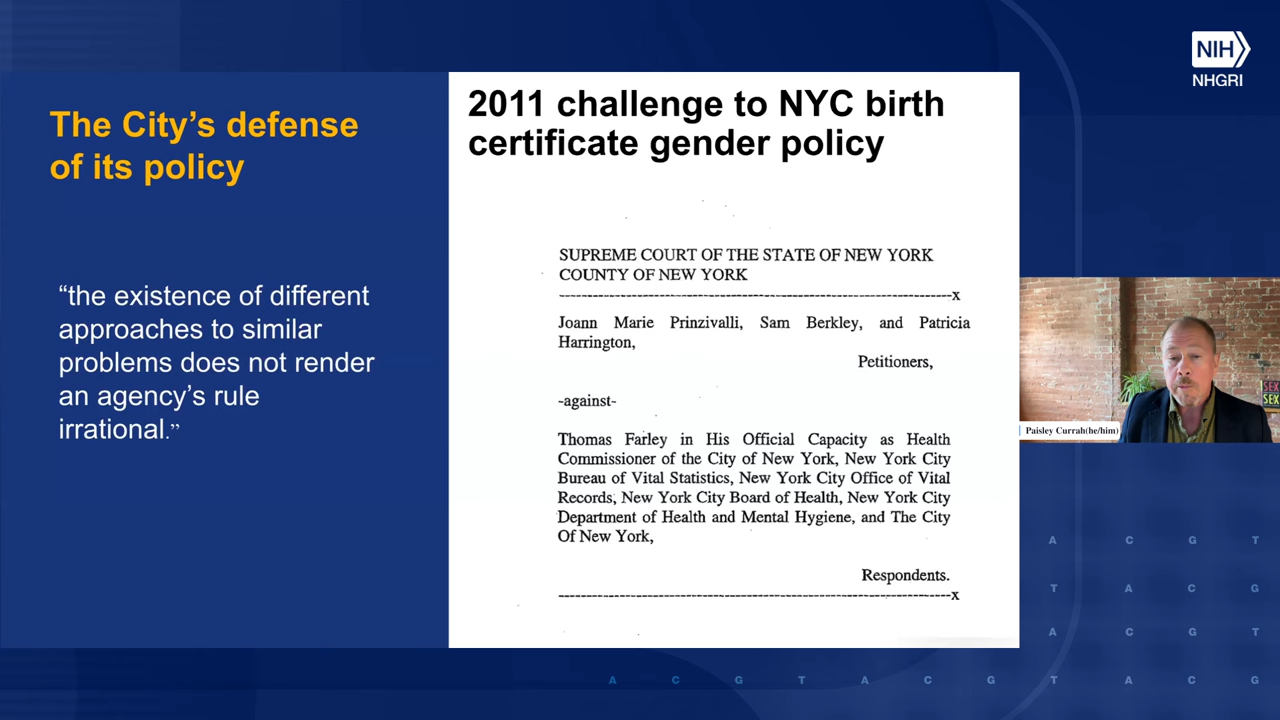 NIH
NHGRI
The City’s defense
of its policy
“the existence of different
approaches to similar
problems does not render
an agency’s rule
irrational.”
2011 challenge to NYC birth
certificate gender policy
SUPREME COURT OF THE STATE OF NEW YORK
COUNTY OF NEW YORK
--------------------------------------------------------------------------------x
Joann Marie Prinzivalli, Sam Berkley, and Patricia
Harrington,
Petitioners,
-against-
Thomas Farley in His Official Capacity as Health
Commissioner of the City of New York, New York City
Bureau of Vital Statistics, New York City Office of Vital
Records, New York City Board of Health, New York City
Department of Health and Mental Hygiene, and The City
Of New York,
Respondents.
--------------------------------------------------------------------------------x
SEX
SEX
Paisley Currah(he/him)
A C G T
T A C G
A C G T
A C G T A C G T A C G